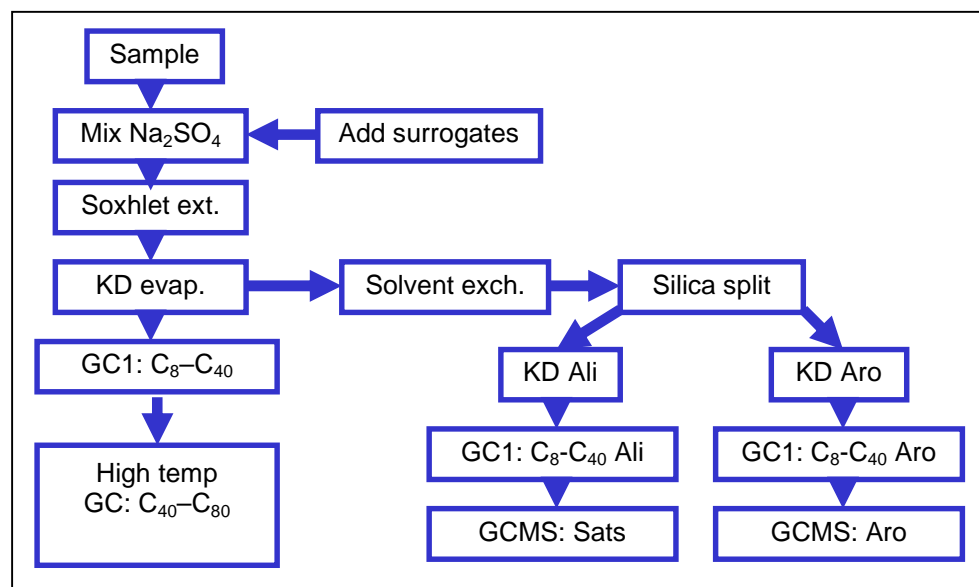 Sample
Mix Na₂SO₄
Add surrogates
Soxhlet ext.
KD evap.
Solvent exch.
Silica split
GC1: C₈–C₄₀
KD Ali
KD Aro
High temp
GC: C₄₀–C₈₀
GC1: C₈-C₄₀ Ali
GC1: C₈-C₄₀ Aro
GCMS: Sats
GCMS: Aro